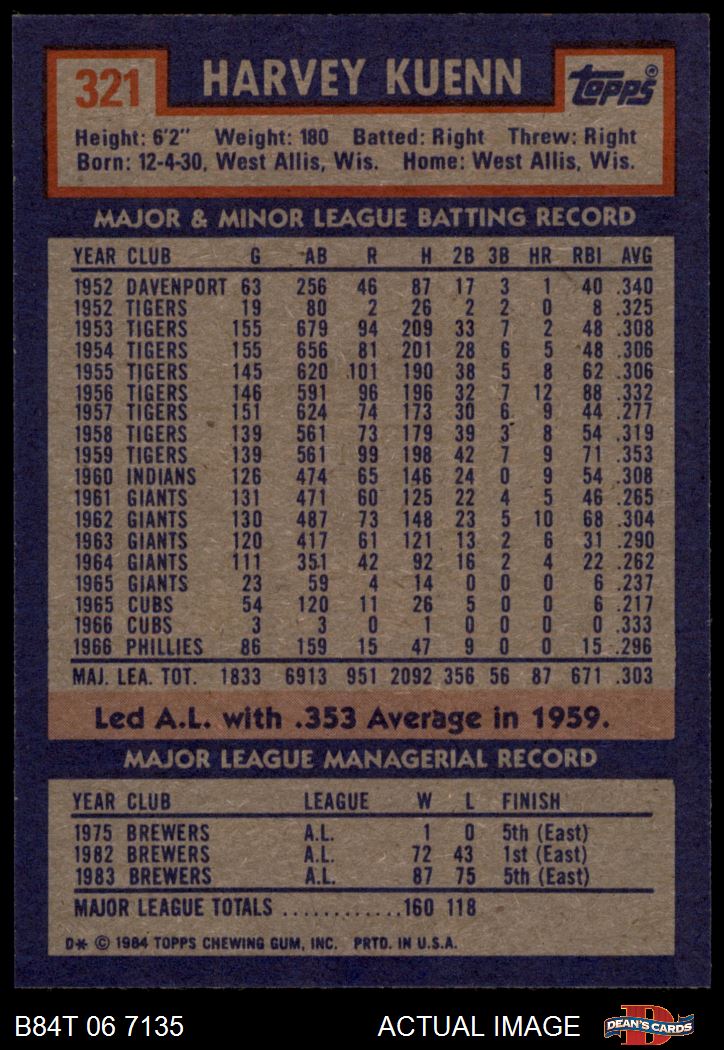 321 HARVEY KUENN Topps®
Height: 6'2" Weight: 180 Batted: Right Threw: Right
Born: 12-4-30, West Allis, Wis. Home: West Allis, Wis.
MAJOR & MINOR LEAGUE BATTING RECORD
YEAR CLUB G AB R H 2B 3B HR RBI AVG
1952 DAVENPORT 63 256 46 87 17 3 1 40 .340
1952 TIGERS 19 80 2 26 2 2 0 8 .325
1953 TIGERS 155 679 94 209 33 7 2 48 .308
1954 TIGERS 155 656 81 201 28 6 5 48 .306
1955 TIGERS 145 620 101 190 38 5 8 62 .306
1956 TIGERS 146 591 96 196 32 7 12 88 .332
1957 TIGERS 151 624 74 173 30 6 9 44 .277
1958 TIGERS 139 561 73 179 39 3 8 54 .319
1959 TIGERS 139 561 99 198 42 7 9 71 .353
1960 INDIANS 126 474 65 146 24 0 9 54 .308
1961 GIANTS 131 471 60 125 22 4 5 46 .265
1962 GIANTS 130 487 73 148 23 5 10 68 .304
1963 GIANTS 120 417 61 121 13 2 6 31 .290
1964 GIANTS 111 351 42 92 16 2 4 22 .262
1965 GIANTS 23 59 4 14 0 0 0 6 .237
1965 CUBS 54 120 11 26 5 0 0 6 .217
1966 CUBS 3 3 0 1 0 0 0 0 .333
1966 PHILLIES 86 159 15 47 9 0 0 15 .296
MAJ. LEA. TOT. 1833 6913 951 2092 356 56 87 671 .303
Led A.L. with .353 Average in 1959.
MAJOR LEAGUE MANAGERIAL RECORD
YEAR CLUB LEAGUE W L FINISH
1975 BREWERS A.L. 1 0 5th (East)
1982 BREWERS A.L. 72 43 1st (East)
1983 BREWERS A.L. 87 75 5th (East)
MAJOR LEAGUE TOTALS ............160 118
D* © 1984 TOPPS CHEWING GUM, INC. PRTD. IN U.S.A.
B84T 06 7135 ACTUAL IMAGE D DEAN'S CARDS